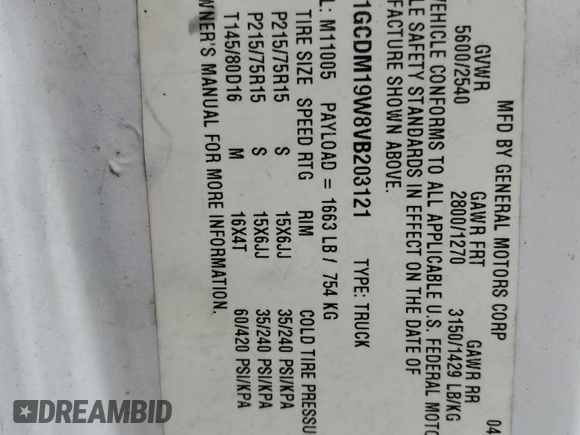 MFD BY GENERAL MOTORS CORP 04
GVWR GAWR FRT GAWR RR
5600/2540 2800/1270 3150/1429 LB/KG
VEHICLE CONFORMS TO ALL APPLICABLE U.S. FEDERAL MOTO
LE SAFETY STANDARDS IN EFFECT ON THE DATE OF
FACTURE SHOWN ABOVE.
1GCDM19W8VB203121 TYPE: TRUCK
L: M11005 PAYLOAD = 1663 LB / 754 KG
TIRE SIZE SPEED RTG RIM COLD TIRE PRESSU
P215/75R15 S 15X6JJ 35/240 PSI/KPA
P215/75R15 S 15X6JJ 35/240 PSI/KPA
T145/80D16 M 16X4T 60/420 PSI/KPA
WNER'S MANUAL FOR MORE INFORMATION.
DREAMBID